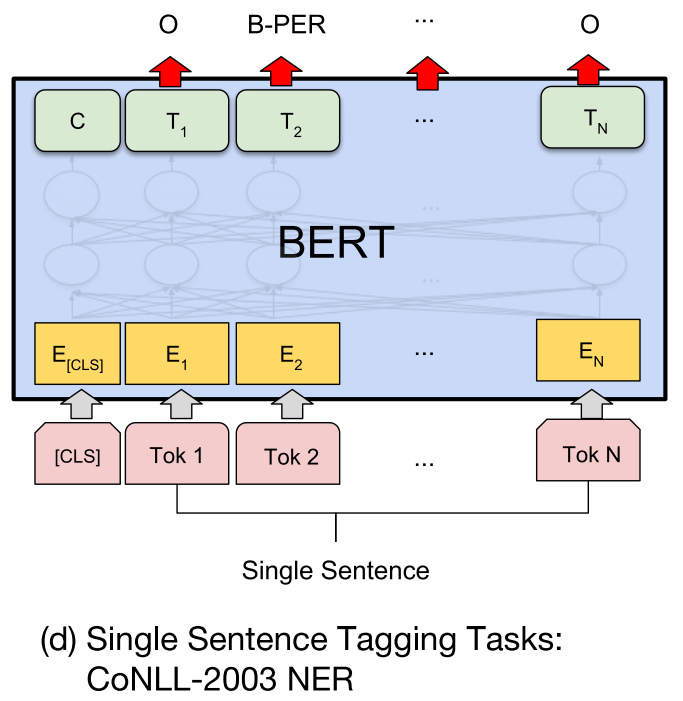 O B-PER ... O
C T1 T2 ... TN
...
BERT
...
E[CLS] E1 E2 ... EN
[CLS] Tok 1 Tok 2 ... Tok N
Single Sentence
(d) Single Sentence Tagging Tasks:
CoNLL-2003 NER